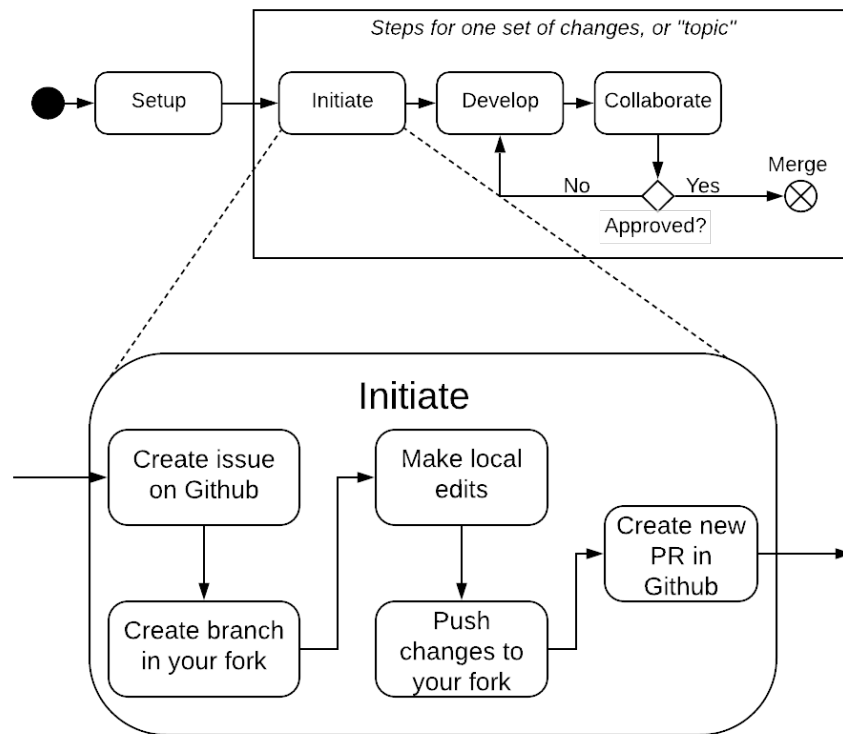 Steps for one set of changes, or "topic"
Setup
Initiate
Develop
Collaborate
Merge
No
Yes
Approved?
Initiate
Create issue
on Github
Make local
edits
Create new
PR in
Github
Create branch
in your fork
Push
changes to
your fork